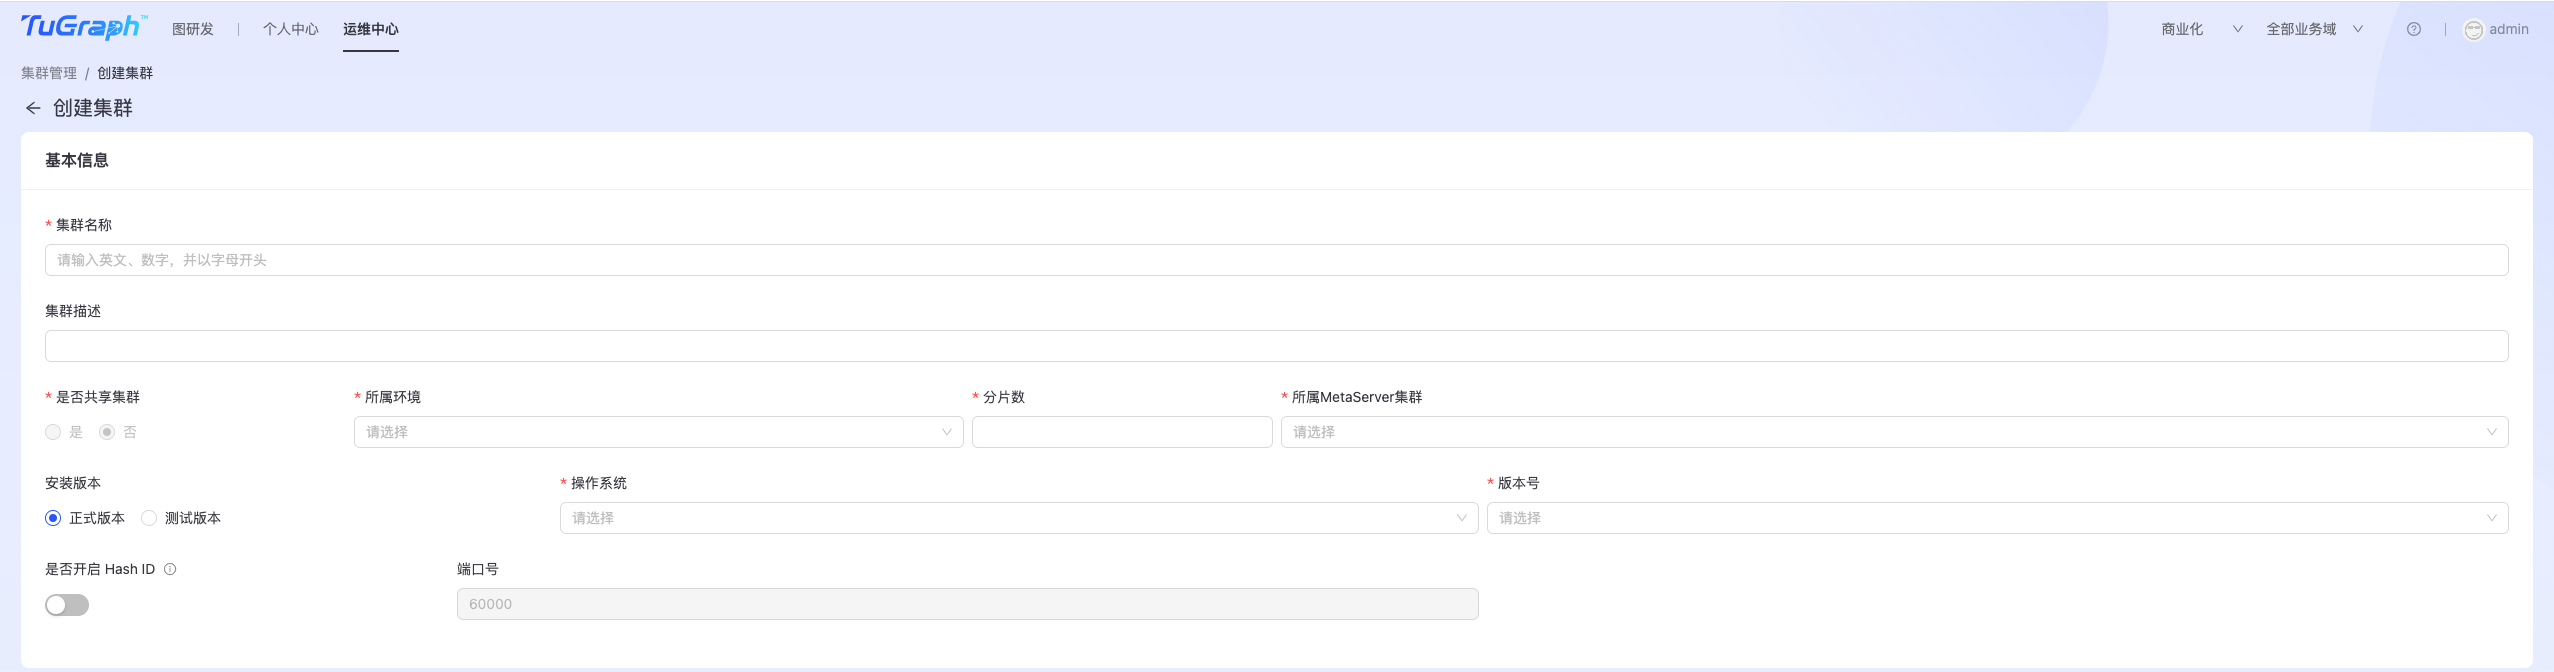 TuGraph™ 图研发 | 个人中心 运维中心 商业化 全部业务域 | admin
集群管理 / 创建集群
← 创建集群
基本信息
* 集群名称
请输入英文、数字，并以字母开头
集群描述
* 是否共享集群 * 所属环境 * 分片数 * 所属MetaServer集群
是 否 请选择 请选择
安装版本 * 操作系统 * 版本号
正式版本 测试版本 请选择 请选择
是否开启 Hash ID 端口号
60000